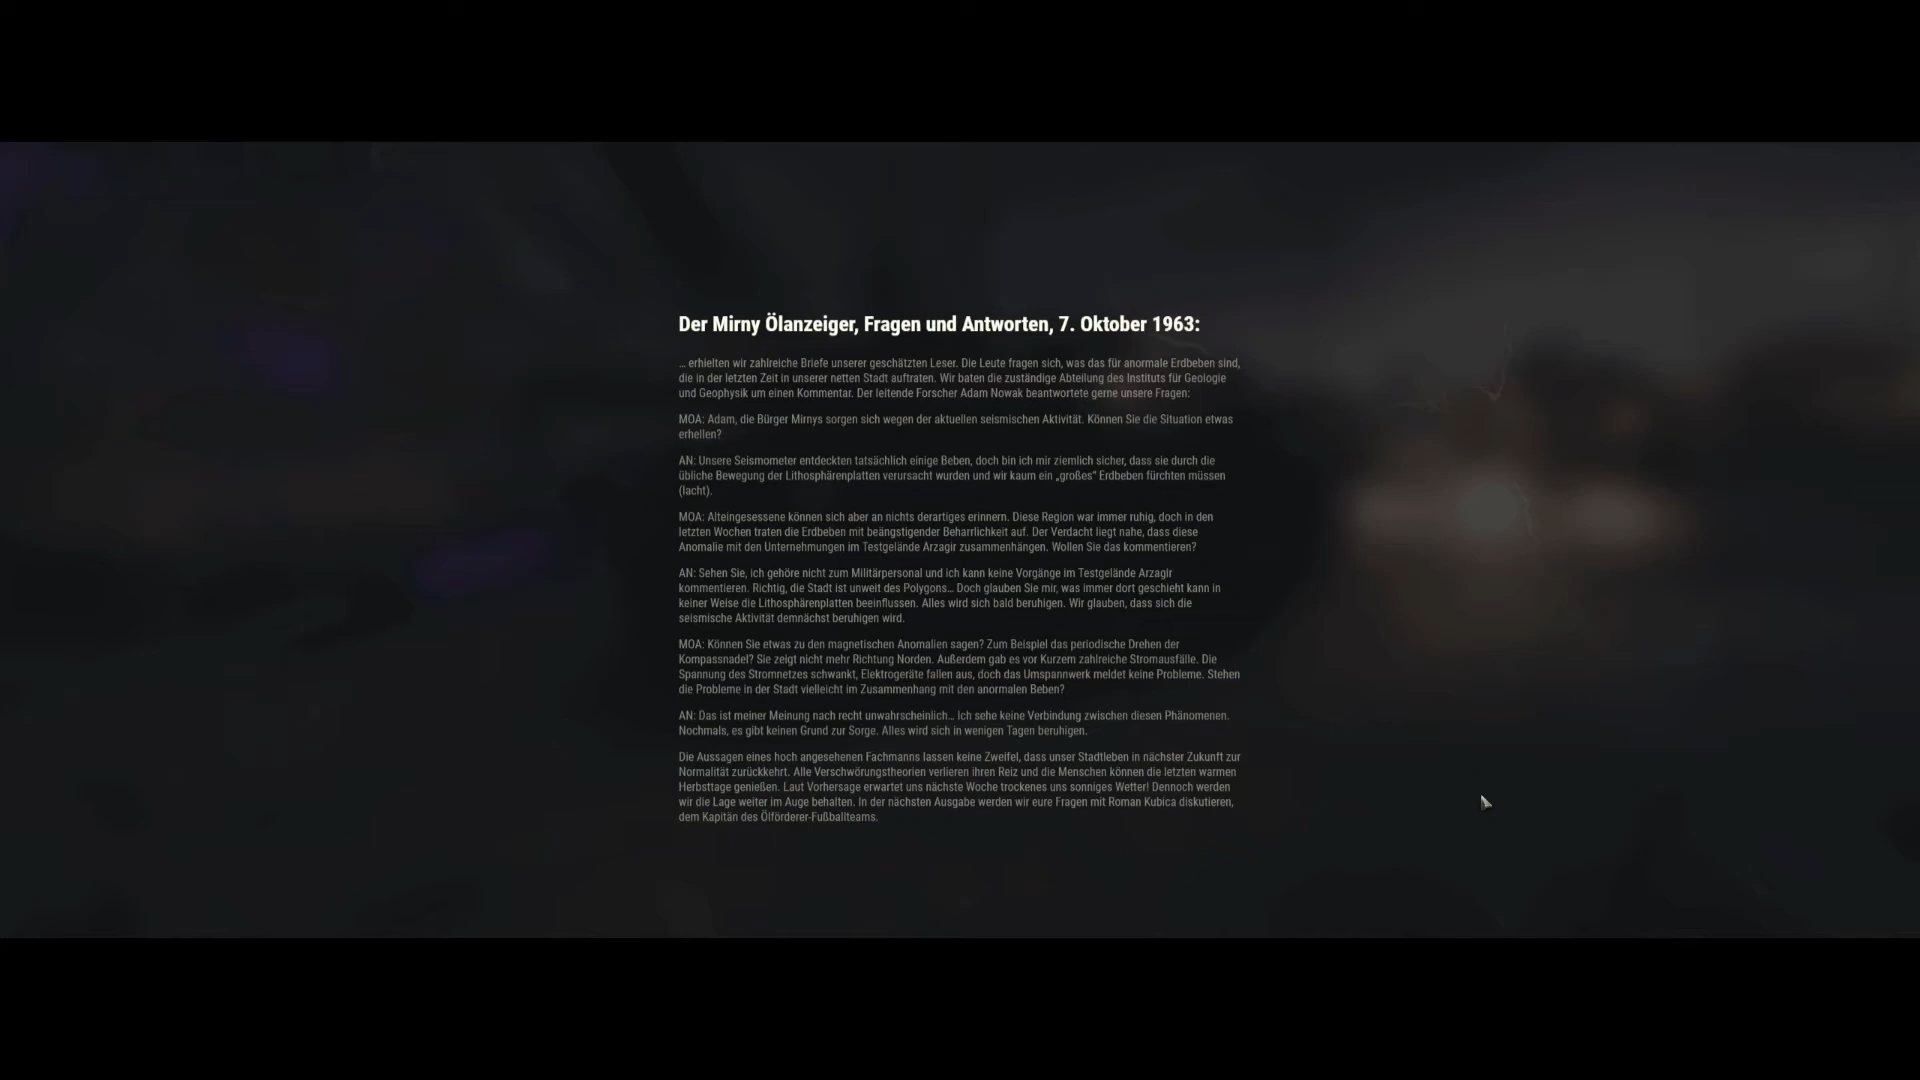 Der Mirny Ölanzeiger, Fragen und Antworten, 7. Oktober 1963:
... erhielten wir zahlreiche Briefe unserer geschätzten Leser. Die Leute fragen sich, was das für anormale Erdbeben sind,
die in der letzten Zeit in unserer netten Stadt auftraten. Wir baten die zuständige Abteilung des Instituts für Geologie
und Geophysik um einen Kommentar. Der leitende Forscher Adam Nowak beantwortete gerne unsere Fragen:
MOA: Adam, die Bürger Mirnys sorgen sich wegen der aktuellen seismischen Aktivität. Können Sie die Situation etwas
erhellen?
AN: Unsere Seismometer entdeckten tatsächlich einige Beben, doch bin ich mir ziemlich sicher, dass sie durch die
übliche Bewegung der Lithosphärenplatten verursacht wurden und wir kaum ein „großes“ Erdbeben fürchten müssen
(lacht).
MOA: Alteingesessene können sich aber an nichts derartiges erinnern. Diese Region war immer ruhig, doch in den
letzten Wochen traten die Erdbeben mit beängstigender Beharrlichkeit auf. Der Verdacht liegt nahe, dass diese
Anomalie mit den Unternehmungen im Testgelände Arzagir zusammenhängen. Wollen Sie das kommentieren?
AN: Sehen Sie, ich gehöre nicht zum Militärpersonal und ich kann keine Vorgänge im Testgelände Arzagir
kommentieren. Richtig, die Stadt ist unweit des Polygons... Doch glauben Sie mir, was immer dort geschieht kann in
keiner Weise die Lithosphärenplatten beeinflussen. Alles wird sich bald beruhigen. Wir glauben, dass sich die
seismische Aktivität demnächst beruhigen wird.
MOA: Können Sie etwas zu den magnetischen Anomalien sagen? Zum Beispiel das periodische Drehen der
Kompassnadel? Sie zeigt nicht mehr Richtung Norden. Außerdem gab es vor Kurzem zahlreiche Stromausfälle. Die
Spannung des Stromnetzes schwankt, Elektrogeräte fallen aus, doch das Umspannwerk meldet keine Probleme. Stehen
die Probleme in der Stadt vielleicht im Zusammenhang mit den anormalen Beben?
AN: Das ist meiner Meinung nach recht unwahrscheinlich... Ich sehe keine Verbindung zwischen diesen Phänomenen.
Nochmals, es gibt keinen Grund zur Sorge. Alles wird sich in wenigen Tagen beruhigen.
Die Aussagen eines hoch angesehenen Fachmanns lassen keine Zweifel, dass unser Stadtleben in nächster Zukunft zur
Normalität zurückkehrt. Alle Verschwörungstheorien verlieren ihren Reiz und die Menschen können die letzten warmen
Herbsttage genießen. Laut Vorhersage erwartet uns nächste Woche trockenes uns sonniges Wetter! Dennoch werden
wir die Lage weiter im Auge behalten. In der nächsten Ausgabe werden wir eure Fragen mit Roman Kubica diskutieren,
dem Kapitän des Ölförderer-Fußballteams.